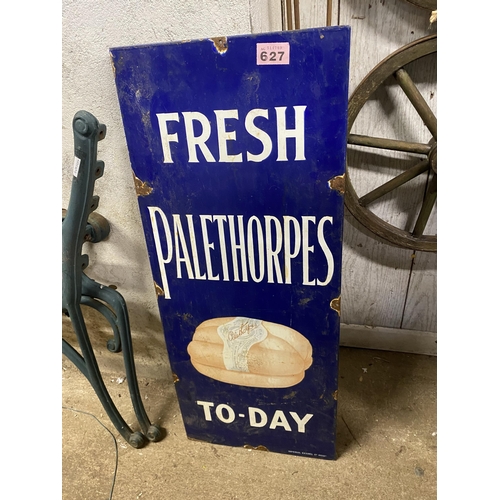 627
FRESH
PALETHORPES
TO-DAY